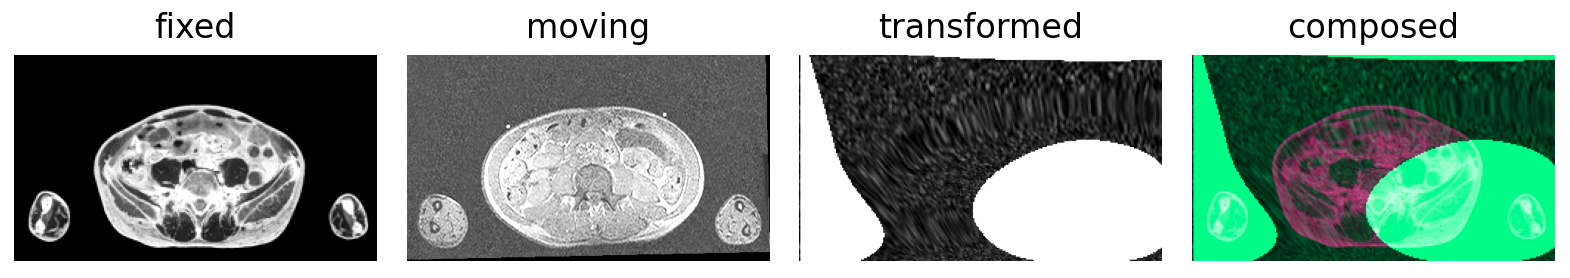 fixed
moving
transformed
composed